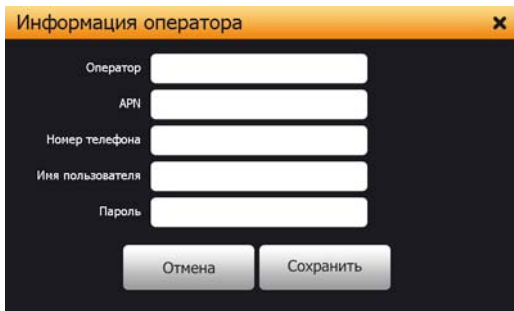 Информация оператора
Оператор
APN
Номер телефона
Имя пользователя
Пароль
Отмена Сохранить